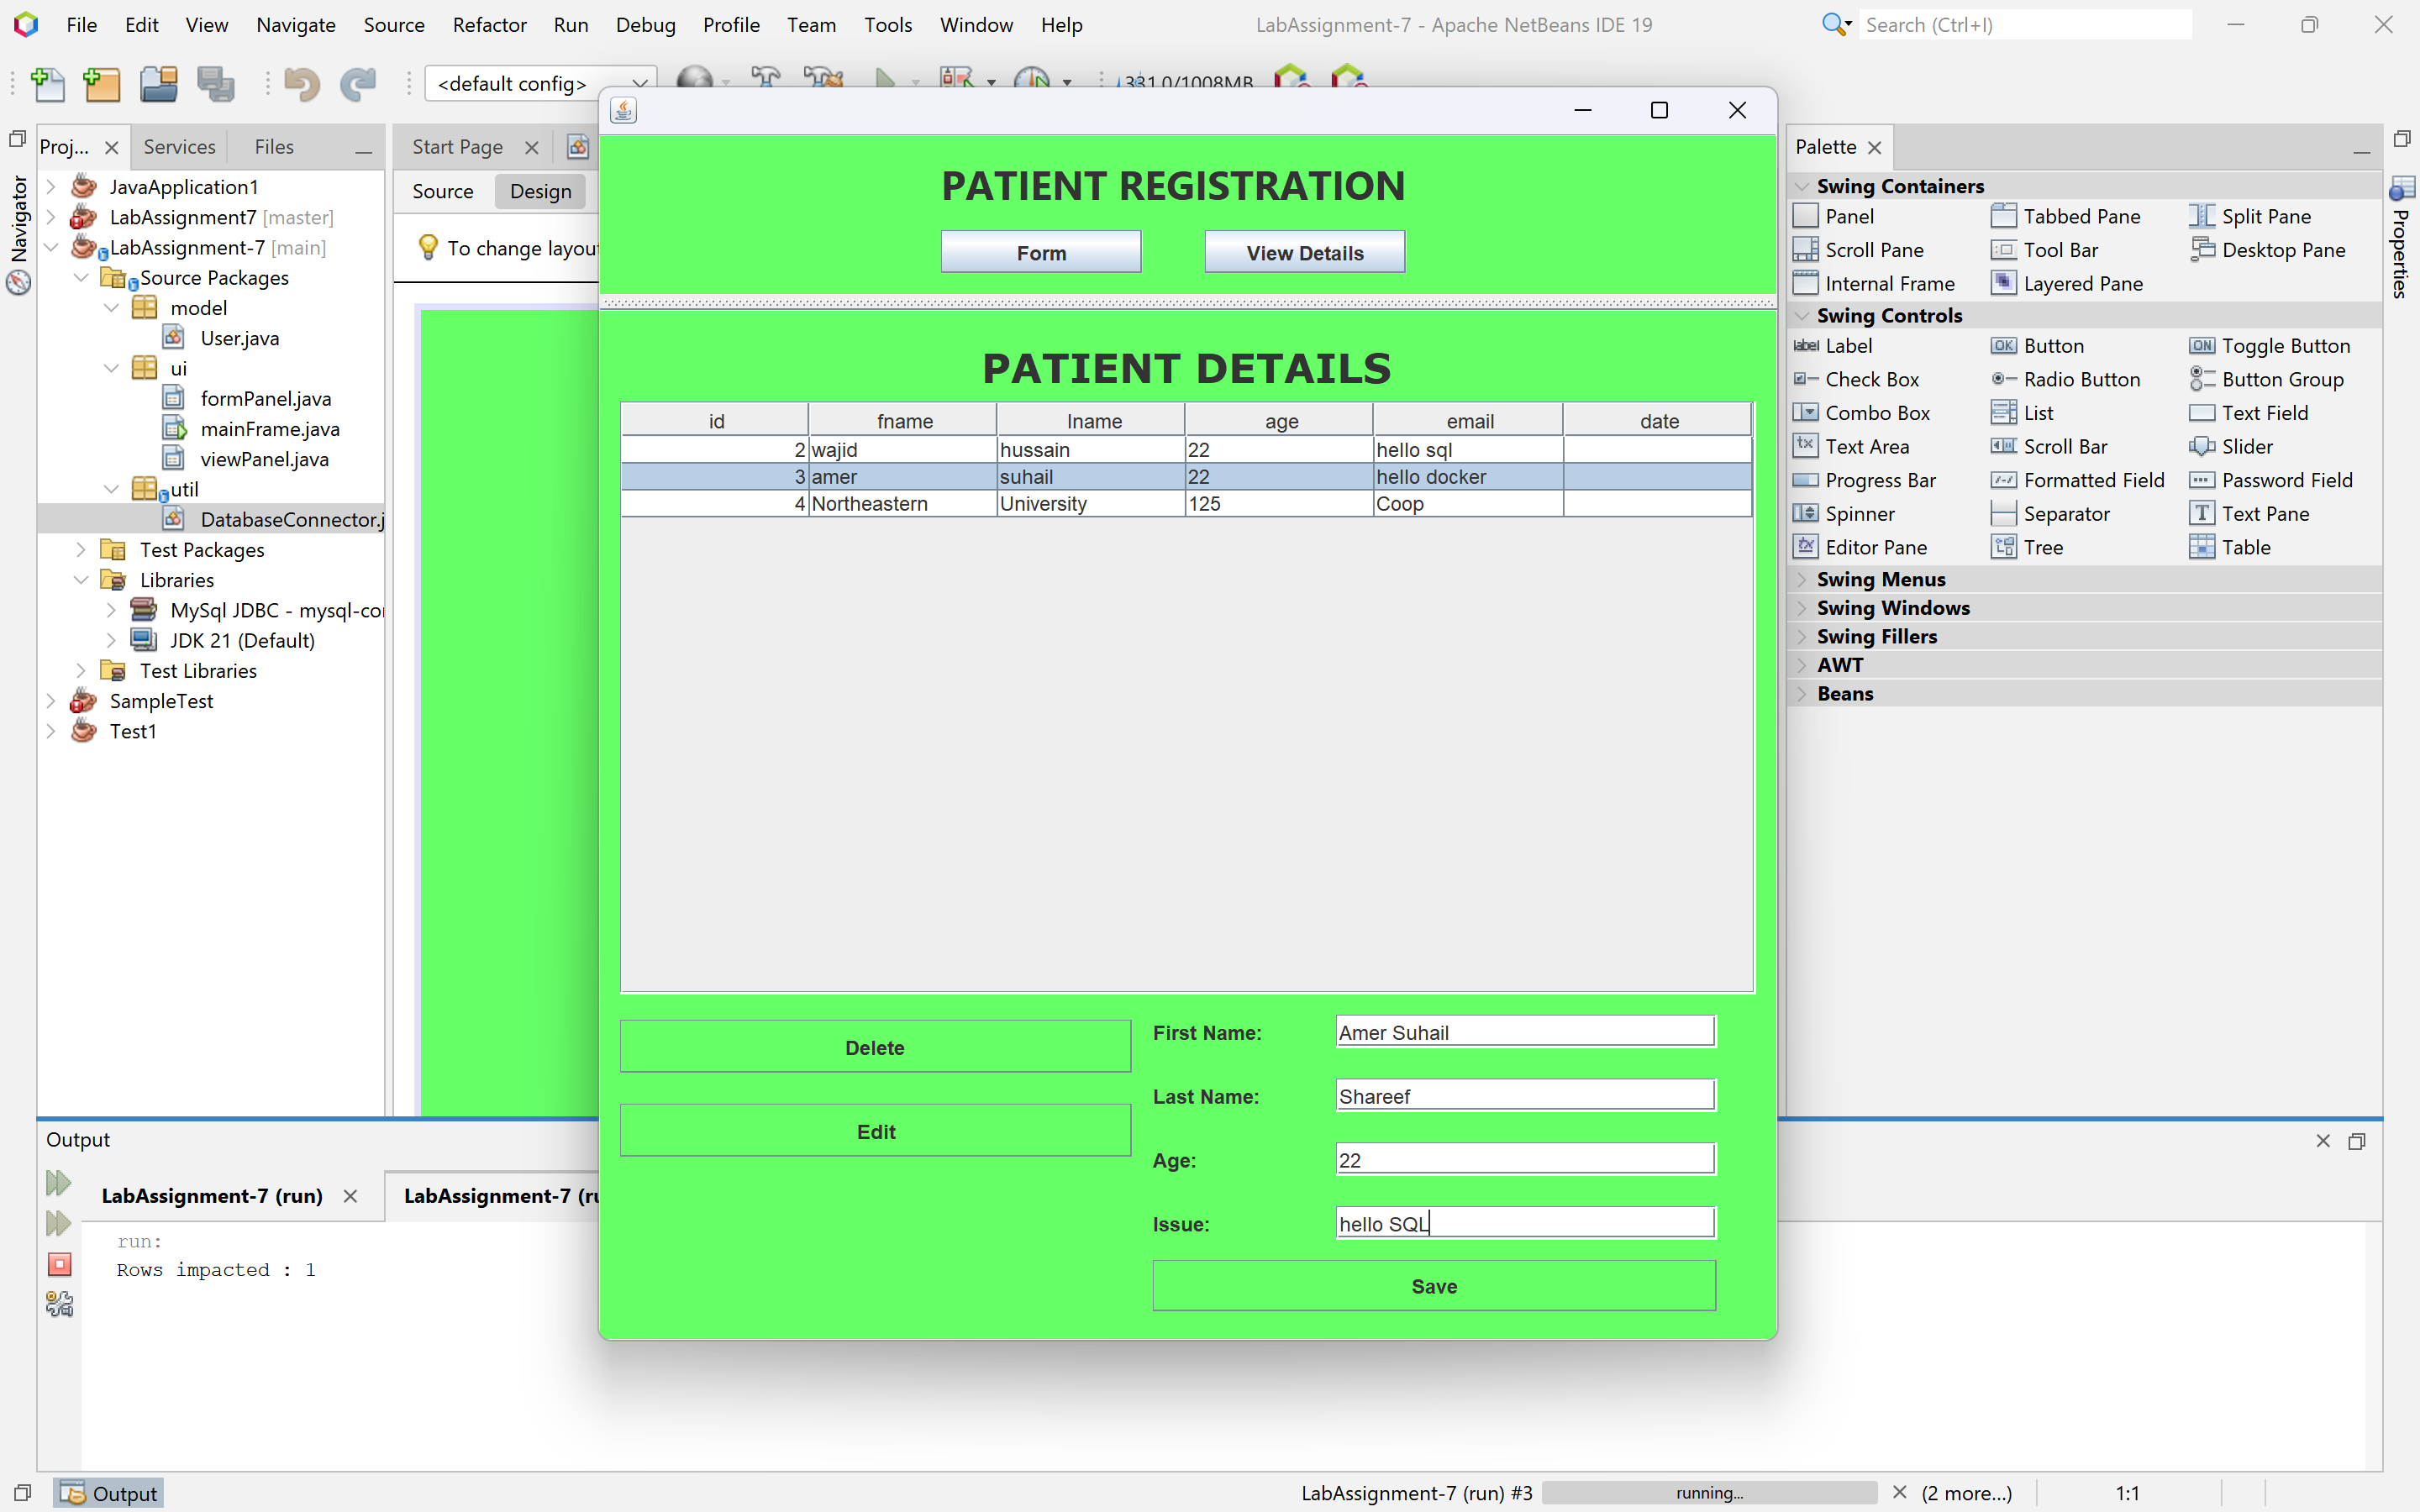 File Edit View Navigate Source Refactor Run Debug Profile Team Tools Window Help LabAssignment-7 - Apache NetBeans IDE 19 Search (Ctrl+I)
<default config> 331.0/1008MB
Proj... Services Files
Start Page
Palette
Navigator
Properties
JavaApplication1
LabAssignment7 [master]
LabAssignment-7 [main]
Source Packages
model
User.java
ui
formPanel.java
mainFrame.java
viewPanel.java
util
DatabaseConnector.j
Test Packages
Libraries
MySql JDBC - mysql-co
JDK 21 (Default)
Test Libraries
SampleTest
Test1
Source Design
To change layou
PATIENT REGISTRATION
Form View Details
PATIENT DETAILS
id fname lname age email date
2 wajid hussain 22 hello sql
3 amer suhail 22 hello docker
4 Northeastern University 125 Coop
Delete
Edit
First Name: Amer Suhail
Last Name: Shareef
Age: 22
Issue: hello SQL
Save
Swing Containers
Panel Tabbed Pane Split Pane
Scroll Pane Tool Bar Desktop Pane
Internal Frame Layered Pane
Swing Controls
label Label OK Button ON Toggle Button
Check Box Radio Button Button Group
Combo Box List Text Field
Text Area Scroll Bar Slider
Progress Bar Formatted Field Password Field
Spinner Separator Text Pane
Editor Pane Tree Table
Swing Menus
Swing Windows
Swing Fillers
AWT
Beans
Output
LabAssignment-7 (run) LabAssignment-7 (ru
run:
Rows impacted : 1
Output LabAssignment-7 (run) #3 running... (2 more...) 1:1